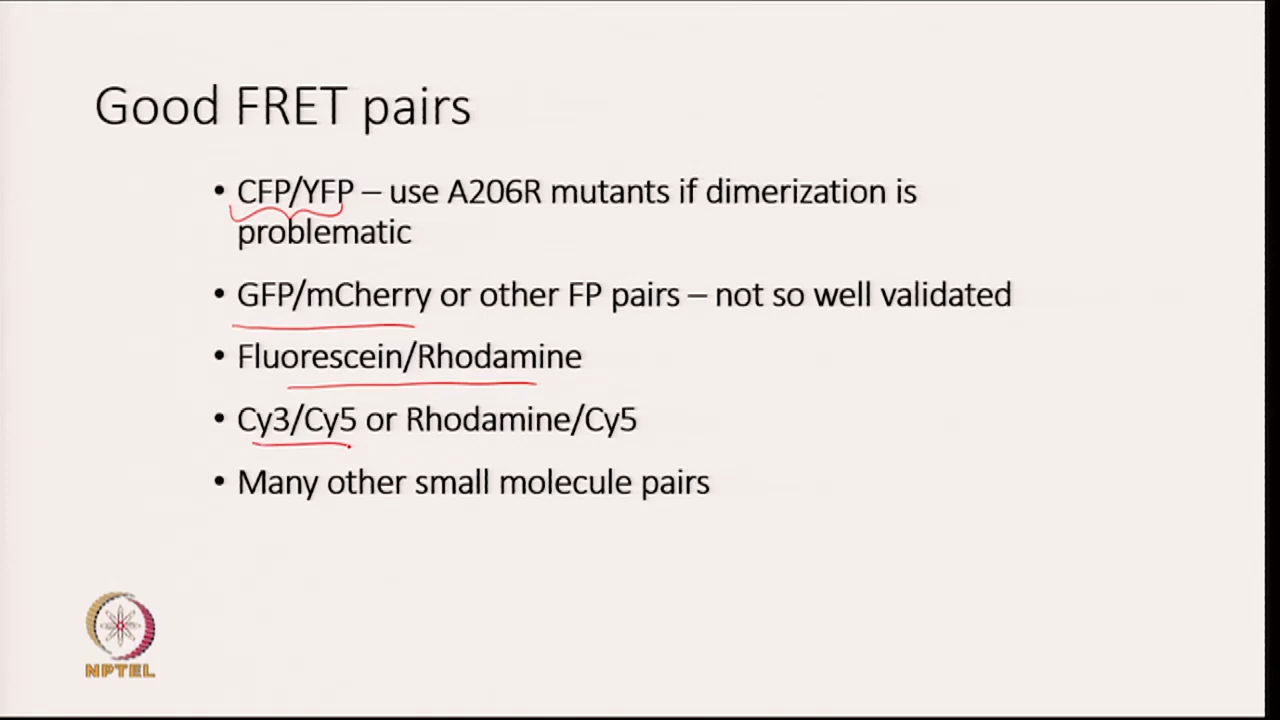 Good FRET pairs
• CFP/YFP – use A206R mutants if dimerization is
problematic
• GFP/mCherry or other FP pairs – not so well validated
• Fluorescein/Rhodamine
• Cy3/Cy5 or Rhodamine/Cy5
• Many other small molecule pairs
NPTEL